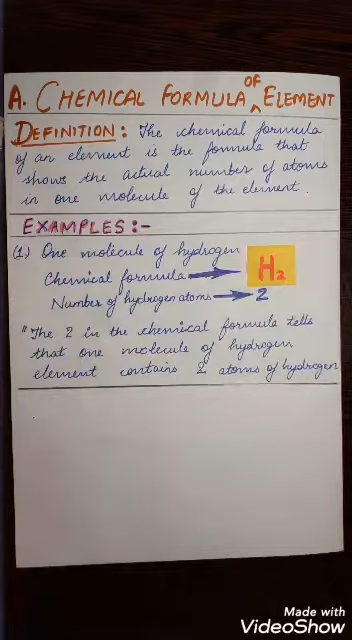 A. CHEMICAL FORMULA OF ELEMENT
DEFINITION: The chemical formula
of an element is the formula that
shows the actual number of atoms
in one molecule of the element.
EXAMPLES:-
(1.) One molecule of hydrogen
Chemical formula → H2
Number of hydrogen atoms → 2
"The 2 in the chemical formula tells
that one molecule of hydrogen
element contains 2 atoms of hydrogen
Made with
VideoShow